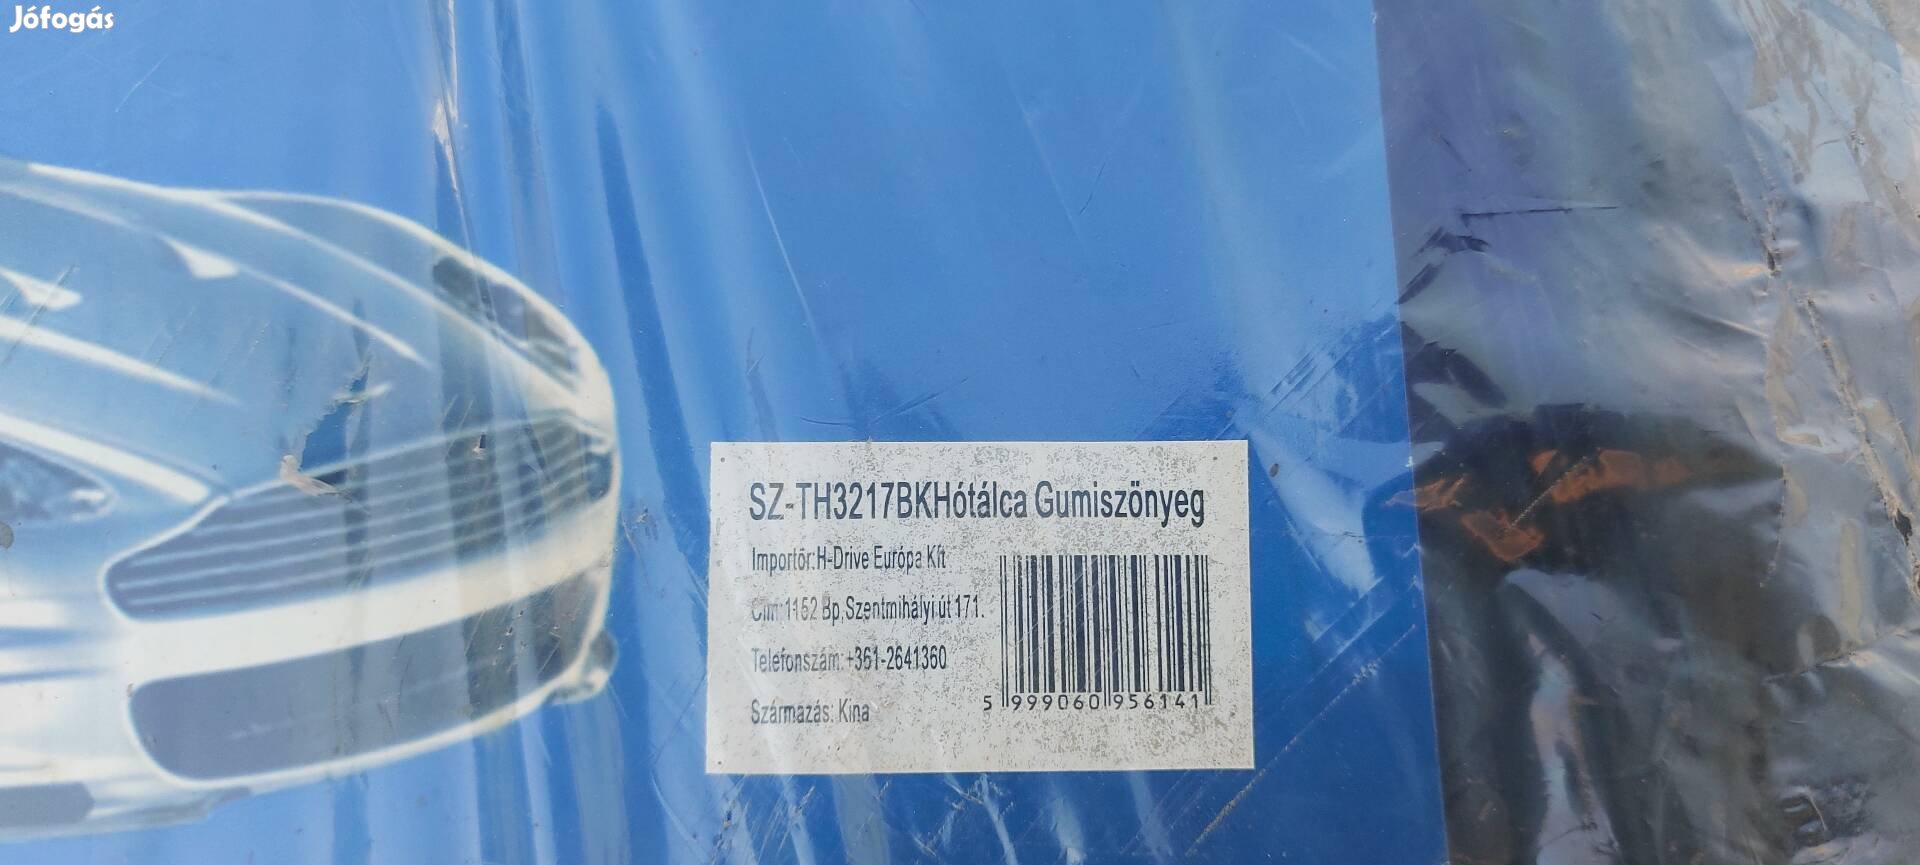 Jófogás
SZ-TH3217BKHótálca Gumiszönyeg
Importőr:H-Drive Európa Kft
Cím:1152 Bp,Szentmihályi út 171.
Telefonszám: +361-2641360
Származás: Kína
5 999060 956141